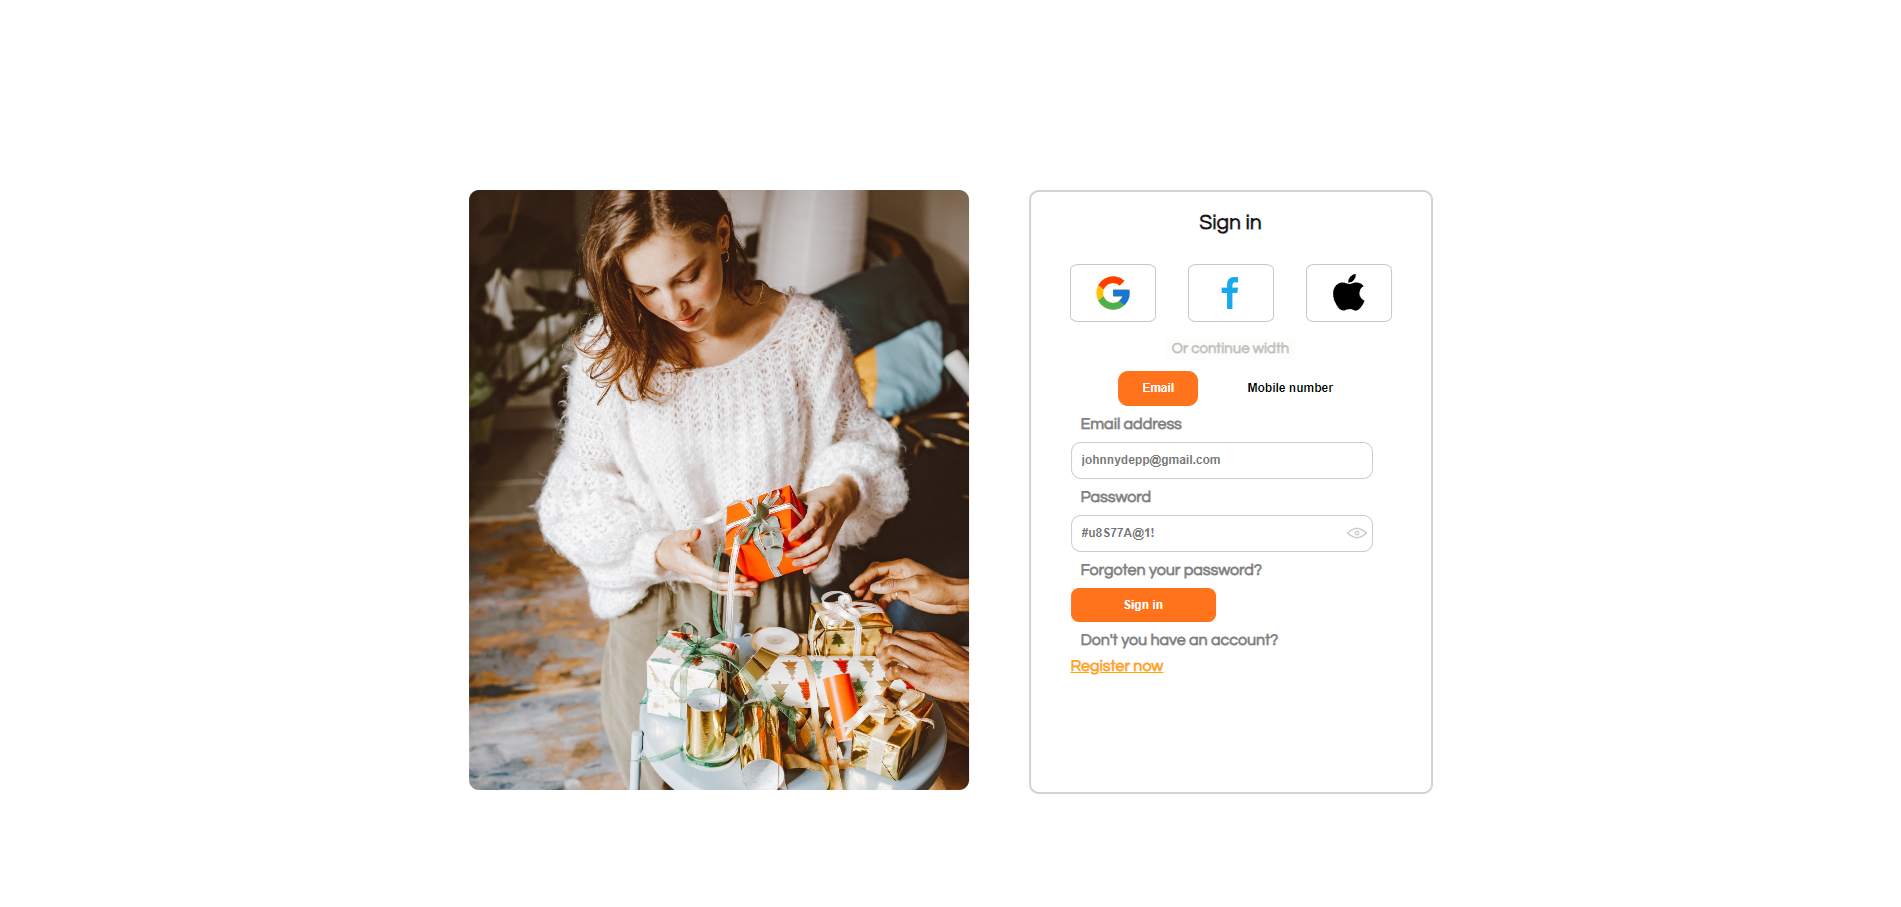 Sign in
Or continue width
Email Mobile number
Email address
johnnydepp@gmail.com
Password
#u8S77A@1!
Forgoten your password?
Sign in
Don't you have an account?
Register now